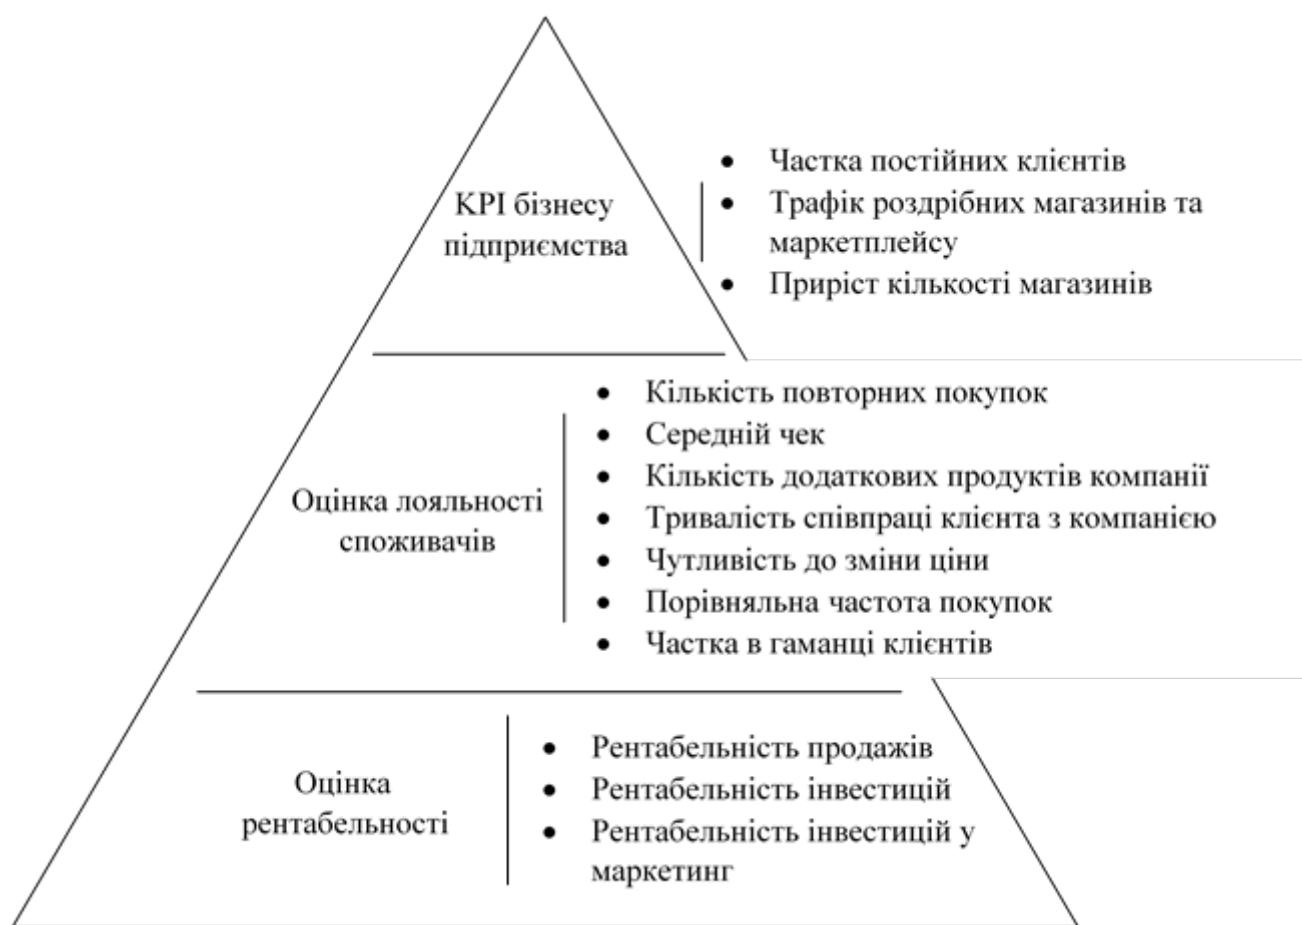 KPI бізнесу
підприємства
• Частка постійних клієнтів
• Трафік роздрібних магазинів та
маркетплейсу
• Приріст кількості магазинів
Оцінка лояльності
споживачів
• Кількість повторних покупок
• Середній чек
• Кількість додаткових продуктів компанії
• Тривалість співпраці клієнта з компанією
• Чутливість до зміни ціни
• Порівняльна частота покупок
• Частка в гаманці клієнтів
Оцінка
рентабельності
• Рентабельність продажів
• Рентабельність інвестицій
• Рентабельність інвестицій у
маркетинг